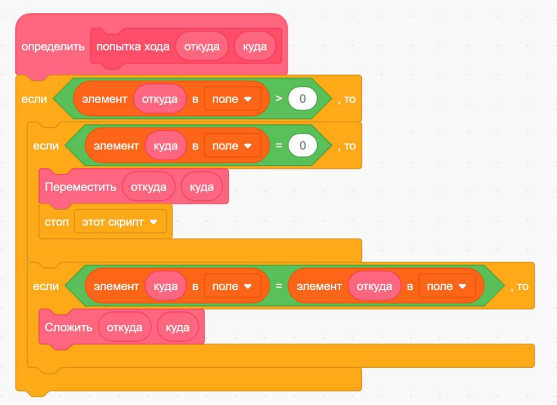 определить попытка хода откуда куда
если элемент откуда в поле > 0 , то
если элемент куда в поле = 0 , то
Переместить откуда куда
стоп этот скрипт
если элемент куда в поле = элемент откуда в поле , то
Сложить откуда куда